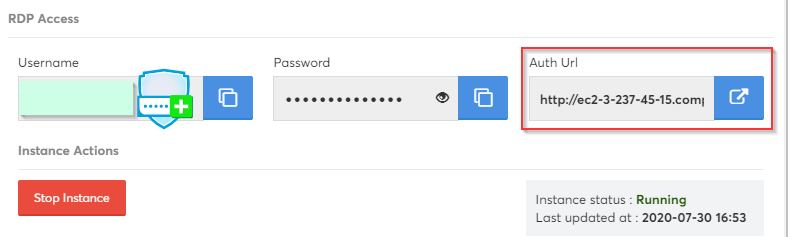 RDP Access
Username Password Auth Url
•••••••••••••• http://ec2-3-237-45-15.comp
Instance Actions
Stop Instance
Instance status : Running
Last updated at : 2020-07-30 16:53